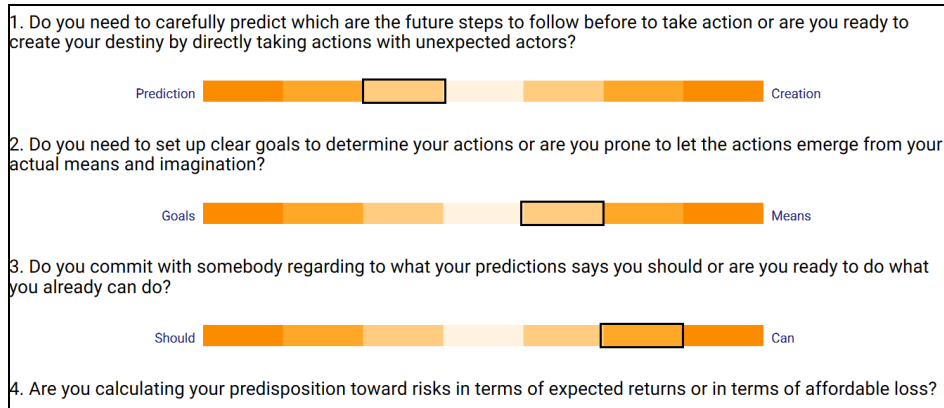 1. Do you need to carefully predict which are the future steps to follow before to take action or are you ready to
create your destiny by directly taking actions with unexpected actors?
Prediction Creation
2. Do you need to set up clear goals to determine your actions or are you prone to let the actions emerge from your
actual means and imagination?
Goals Means
3. Do you commit with somebody regarding to what your predictions says you should or are you ready to do what
you already can do?
Should Can
4. Are you calculating your predisposition toward risks in terms of expected returns or in terms of affordable loss?